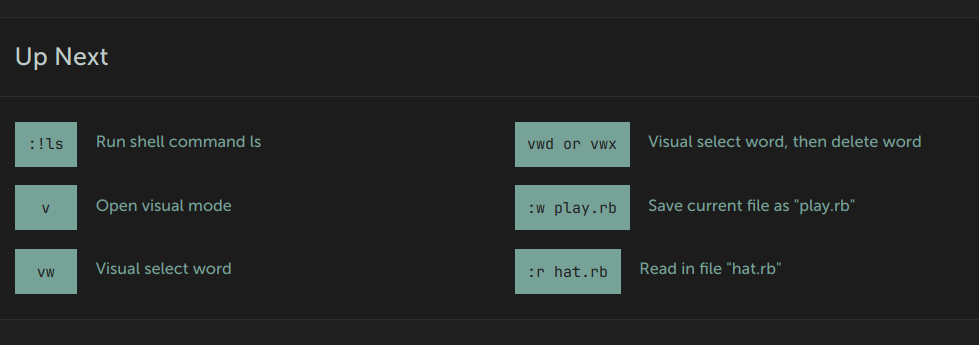 Up Next
:!ls Run shell command ls
vwd or vwx Visual select word, then delete word
v Open visual mode
:w play.rb Save current file as "play.rb"
vw Visual select word
:r hat.rb Read in file "hat.rb"